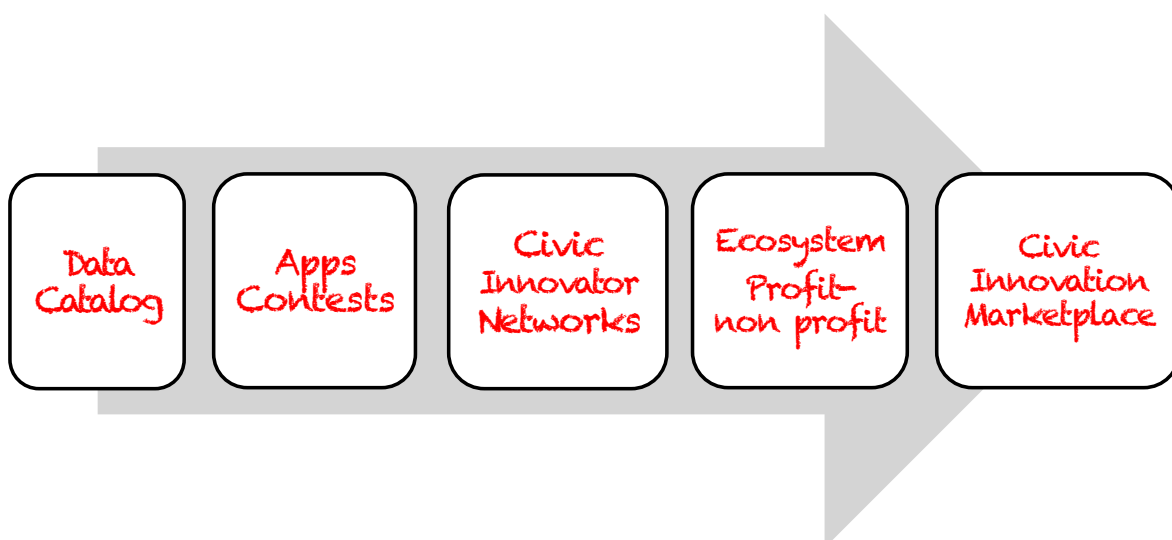 Data
Catalog
Apps
Contests
Civic
Innovator
Networks
Ecosystem
Profit-
non profit
Civic
Innovation
Marketplace